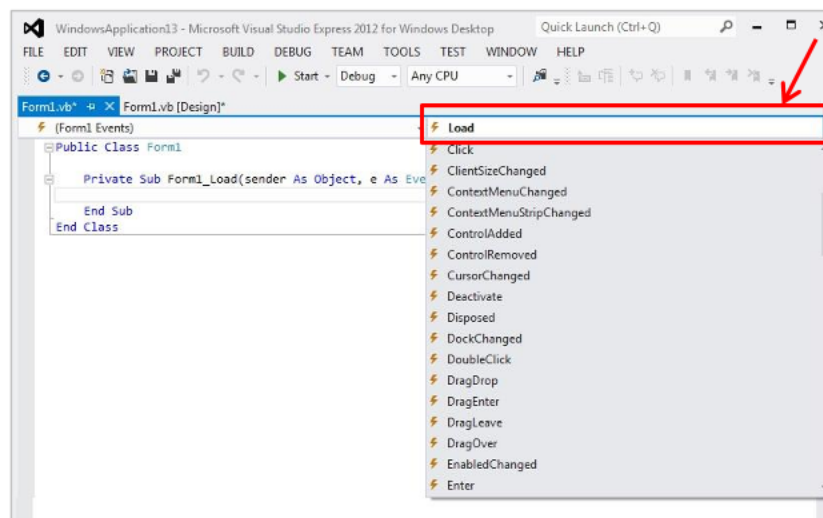 WindowsApplication13 - Microsoft Visual Studio Express 2012 for Windows Desktop Quick Launch (Ctrl+Q)
FILE EDIT VIEW PROJECT BUILD DEBUG TEAM TOOLS TEST WINDOW HELP
Start Debug Any CPU
Form1.vb* Form1.vb [Design]*
(Form1 Events) Load
Public Class Form1
Private Sub Form1_Load(sender As Object, e As Eve
End Sub
End Class
Click
ClientSizeChanged
ContextMenuChanged
ContextMenuStripChanged
ControlAdded
ControlRemoved
CursorChanged
Deactivate
Disposed
DockChanged
DoubleClick
DragDrop
DragEnter
DragLeave
DragOver
EnabledChanged
Enter